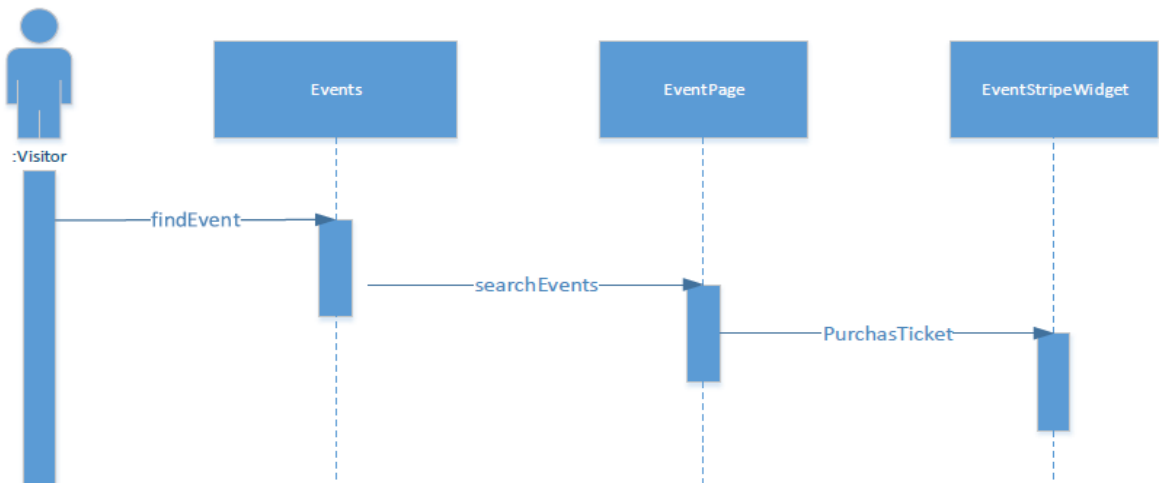 Events
EventPage
EventStripeWidget
:Visitor
findEvent
searchEvents
PurchasTicket